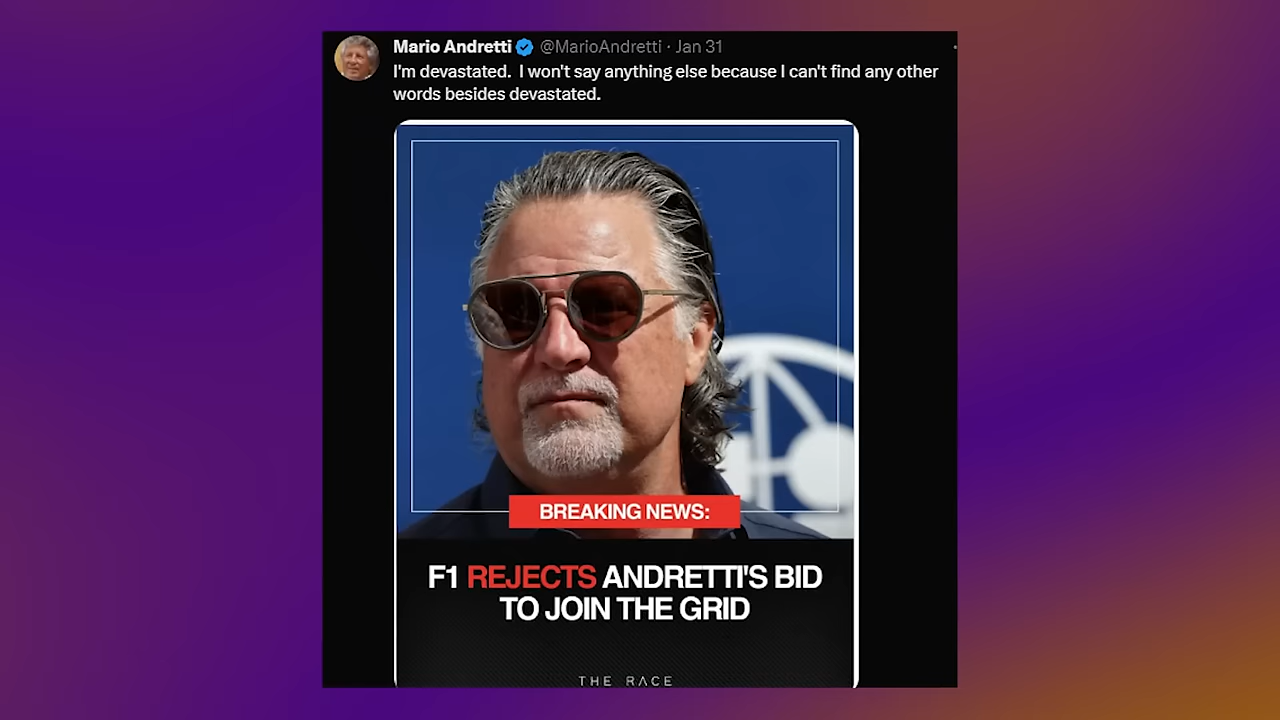 Mario Andretti @MarioAndretti · Jan 31
I'm devastated. I won't say anything else because I can't find any other
words besides devastated.
BREAKING NEWS:
F1 REJECTS ANDRETTI'S BID
TO JOIN THE GRID
THE RACE